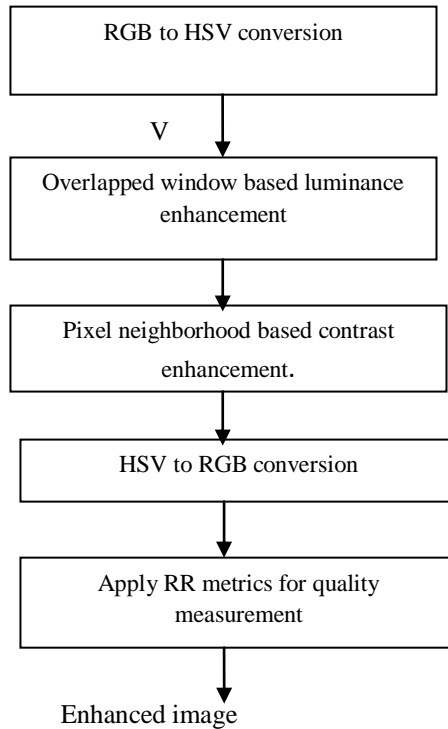 RGB to HSV conversion
V
Overlapped window based luminance
enhancement
Pixel neighborhood based contrast
enhancement.
HSV to RGB conversion
Apply RR metrics for quality
measurement
Enhanced image